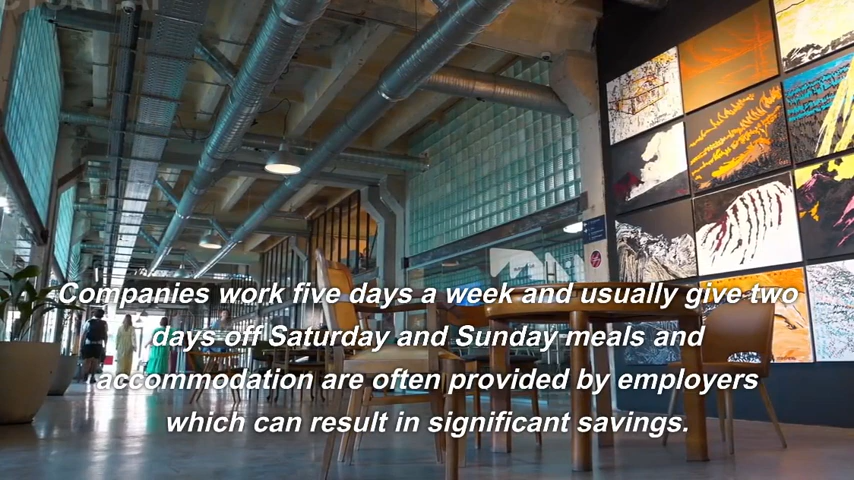 Companies work five days a week and usually give two
days off Saturday and Sunday meals and
accommodation are often provided by employers
which can result in significant savings.